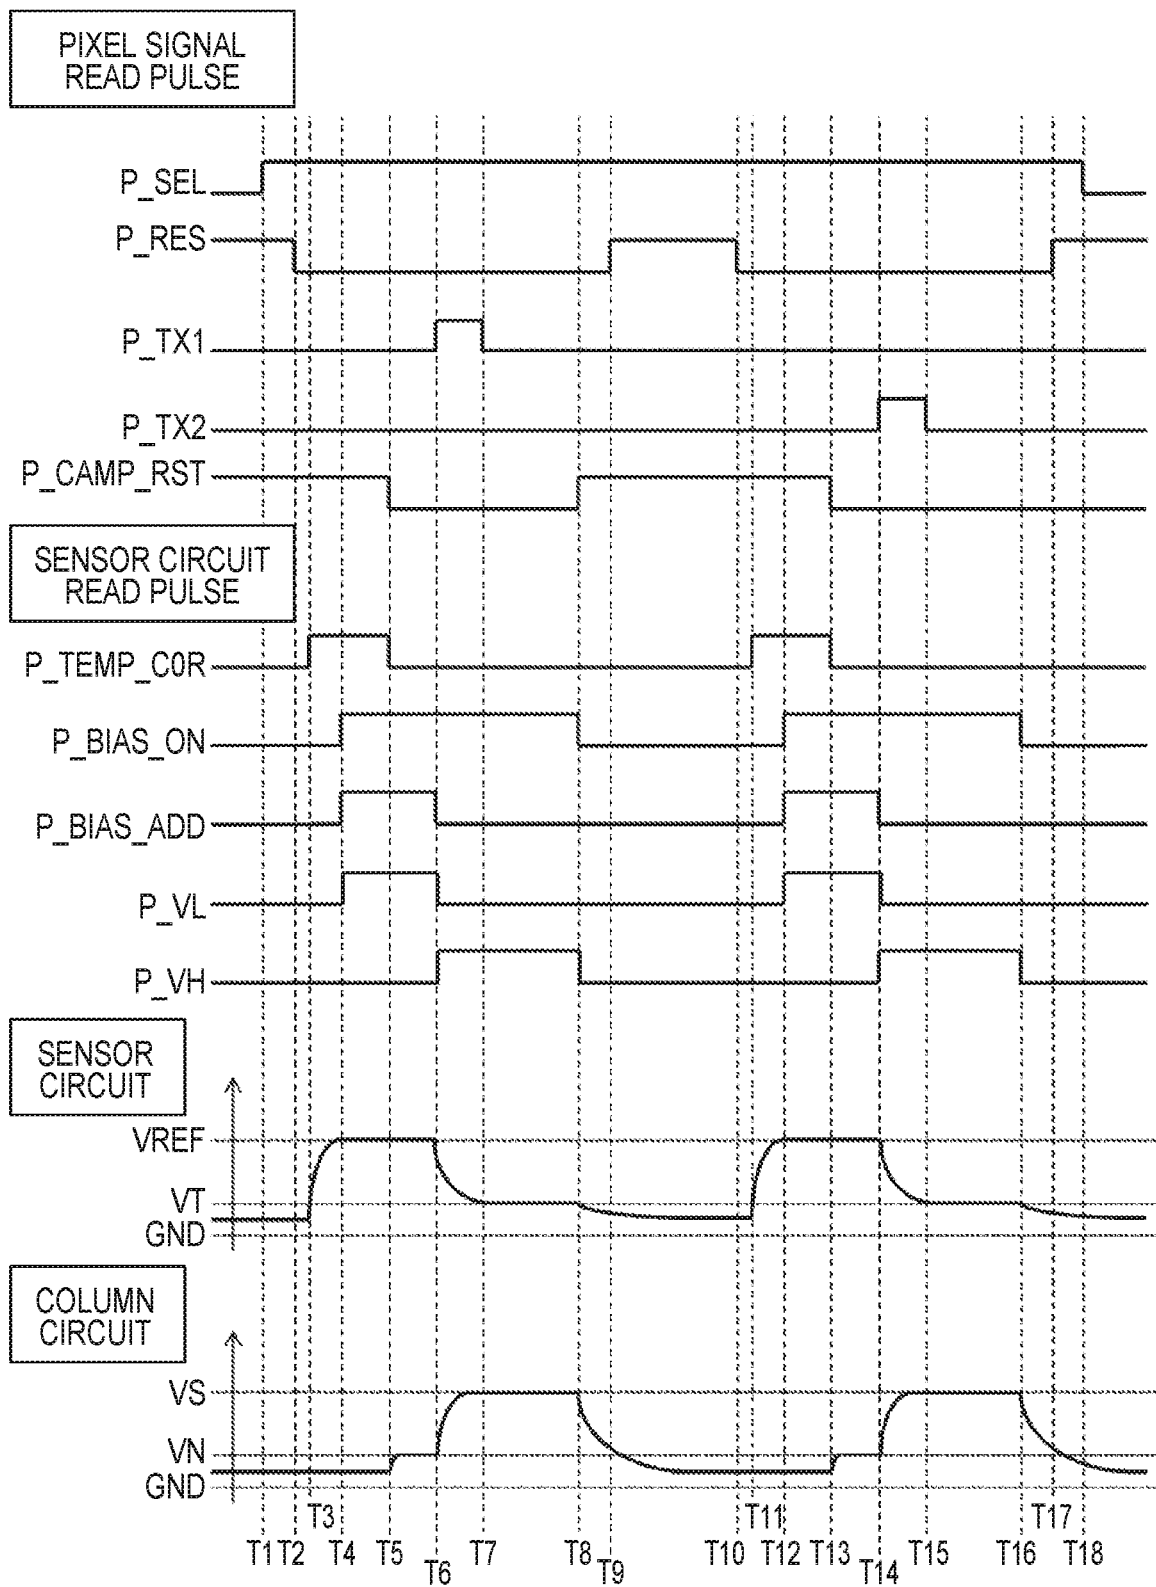 PIXEL SIGNAL
READ PULSE
P_SEL
P_RES
P_TX1
P_TX2
P_CAMP_RST
SENSOR CIRCUIT
READ PULSE
P_TEMP_C0R
P_BIAS_ON
P_BIAS_ADD
P_VL
P_VH
SENSOR
CIRCUIT
VREF
VT
GND
COLUMN
CIRCUIT
VS
VN
GND
T3 T11 T17
T1 T2 T4 T5 T7 T8 T10 T12 T13 T15 T16 T18
T6 T9 T14